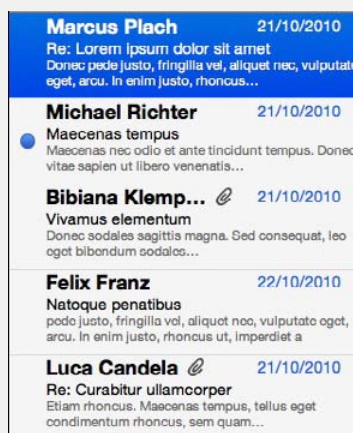 Marcus Plach 21/10/2010
Re: Lorem ipsum dolor sit amet
Donec pede justo, fringilla vel, aliquet nec, vulputate
eget, arcu. In enim justo, rhoncus...
Michael Richter 21/10/2010
Maecenas tempus
Maecenas nec odio et ante tincidunt tempus. Donec
vitae sapien ut libero venenatis...
Bibiana Klemp... 21/10/2010
Vivamus elementum
Donec sodales sagittis magna. Sed consequat, leo
eget bibendum sodales...
Felix Franz 22/10/2010
Natoque penatibus
pede justo, fringilla vel, aliquet nec, vulputate eget,
arcu. In enim justo, rhoncus ut, imperdiet a
Luca Candela 21/10/2010
Re: Curabitur ullamcorper
Etiam rhoncus. Maecenas tempus, tellus eget
condimentum rhoncus, sem quam...